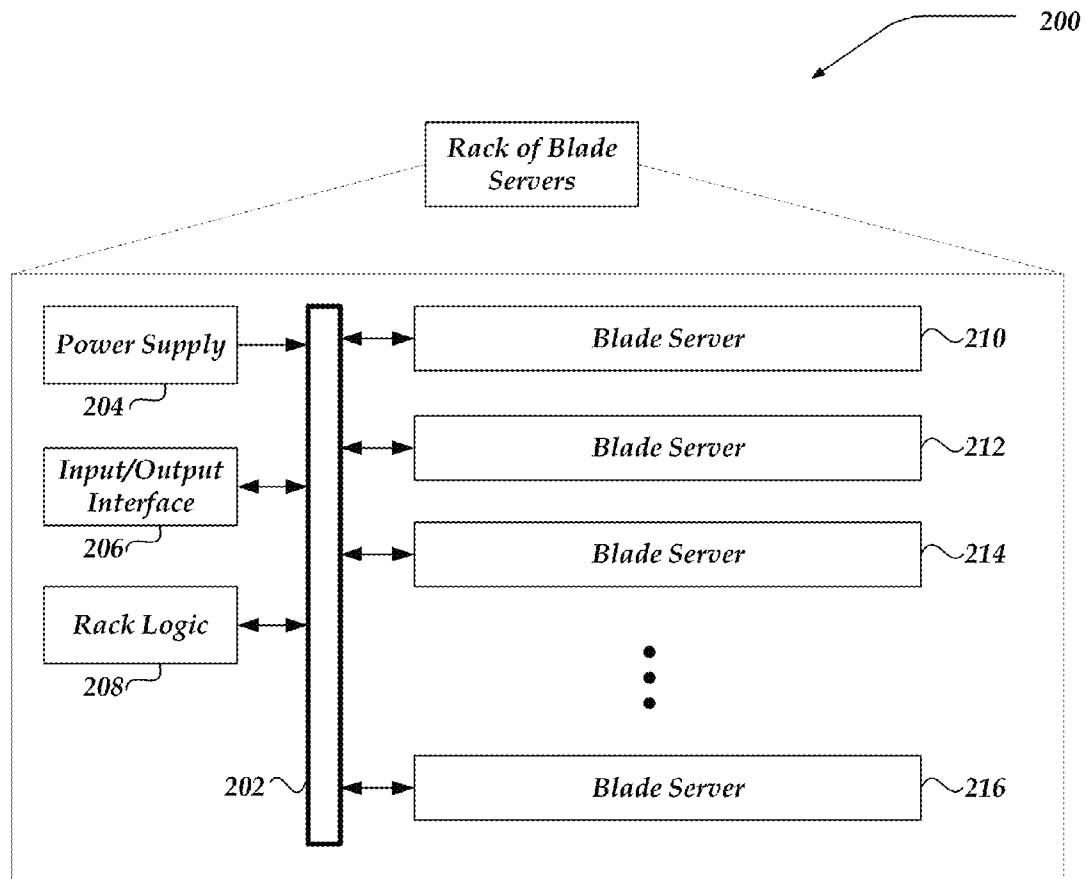 200
Rack of Blade
Servers
Power Supply
204
Input/Output
Interface
206
Rack Logic
208
202
Blade Server
210
Blade Server
212
Blade Server
214
Blade Server
216